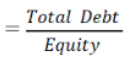 = Total Debt
Equity